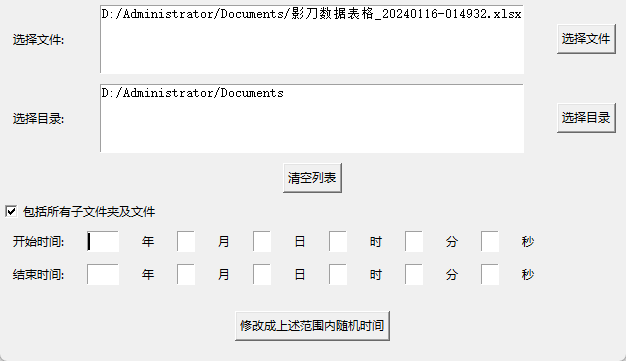 选择文件: D:/Administrator/Documents/影刀数据表格_20240116-014932.xlsx 选择文件
选择目录: D:/Administrator/Documents 选择目录
清空列表
包括所有子文件夹及文件
开始时间: 年 月 日 时 分 秒
结束时间: 年 月 日 时 分 秒
修改成上述范围内随机时间